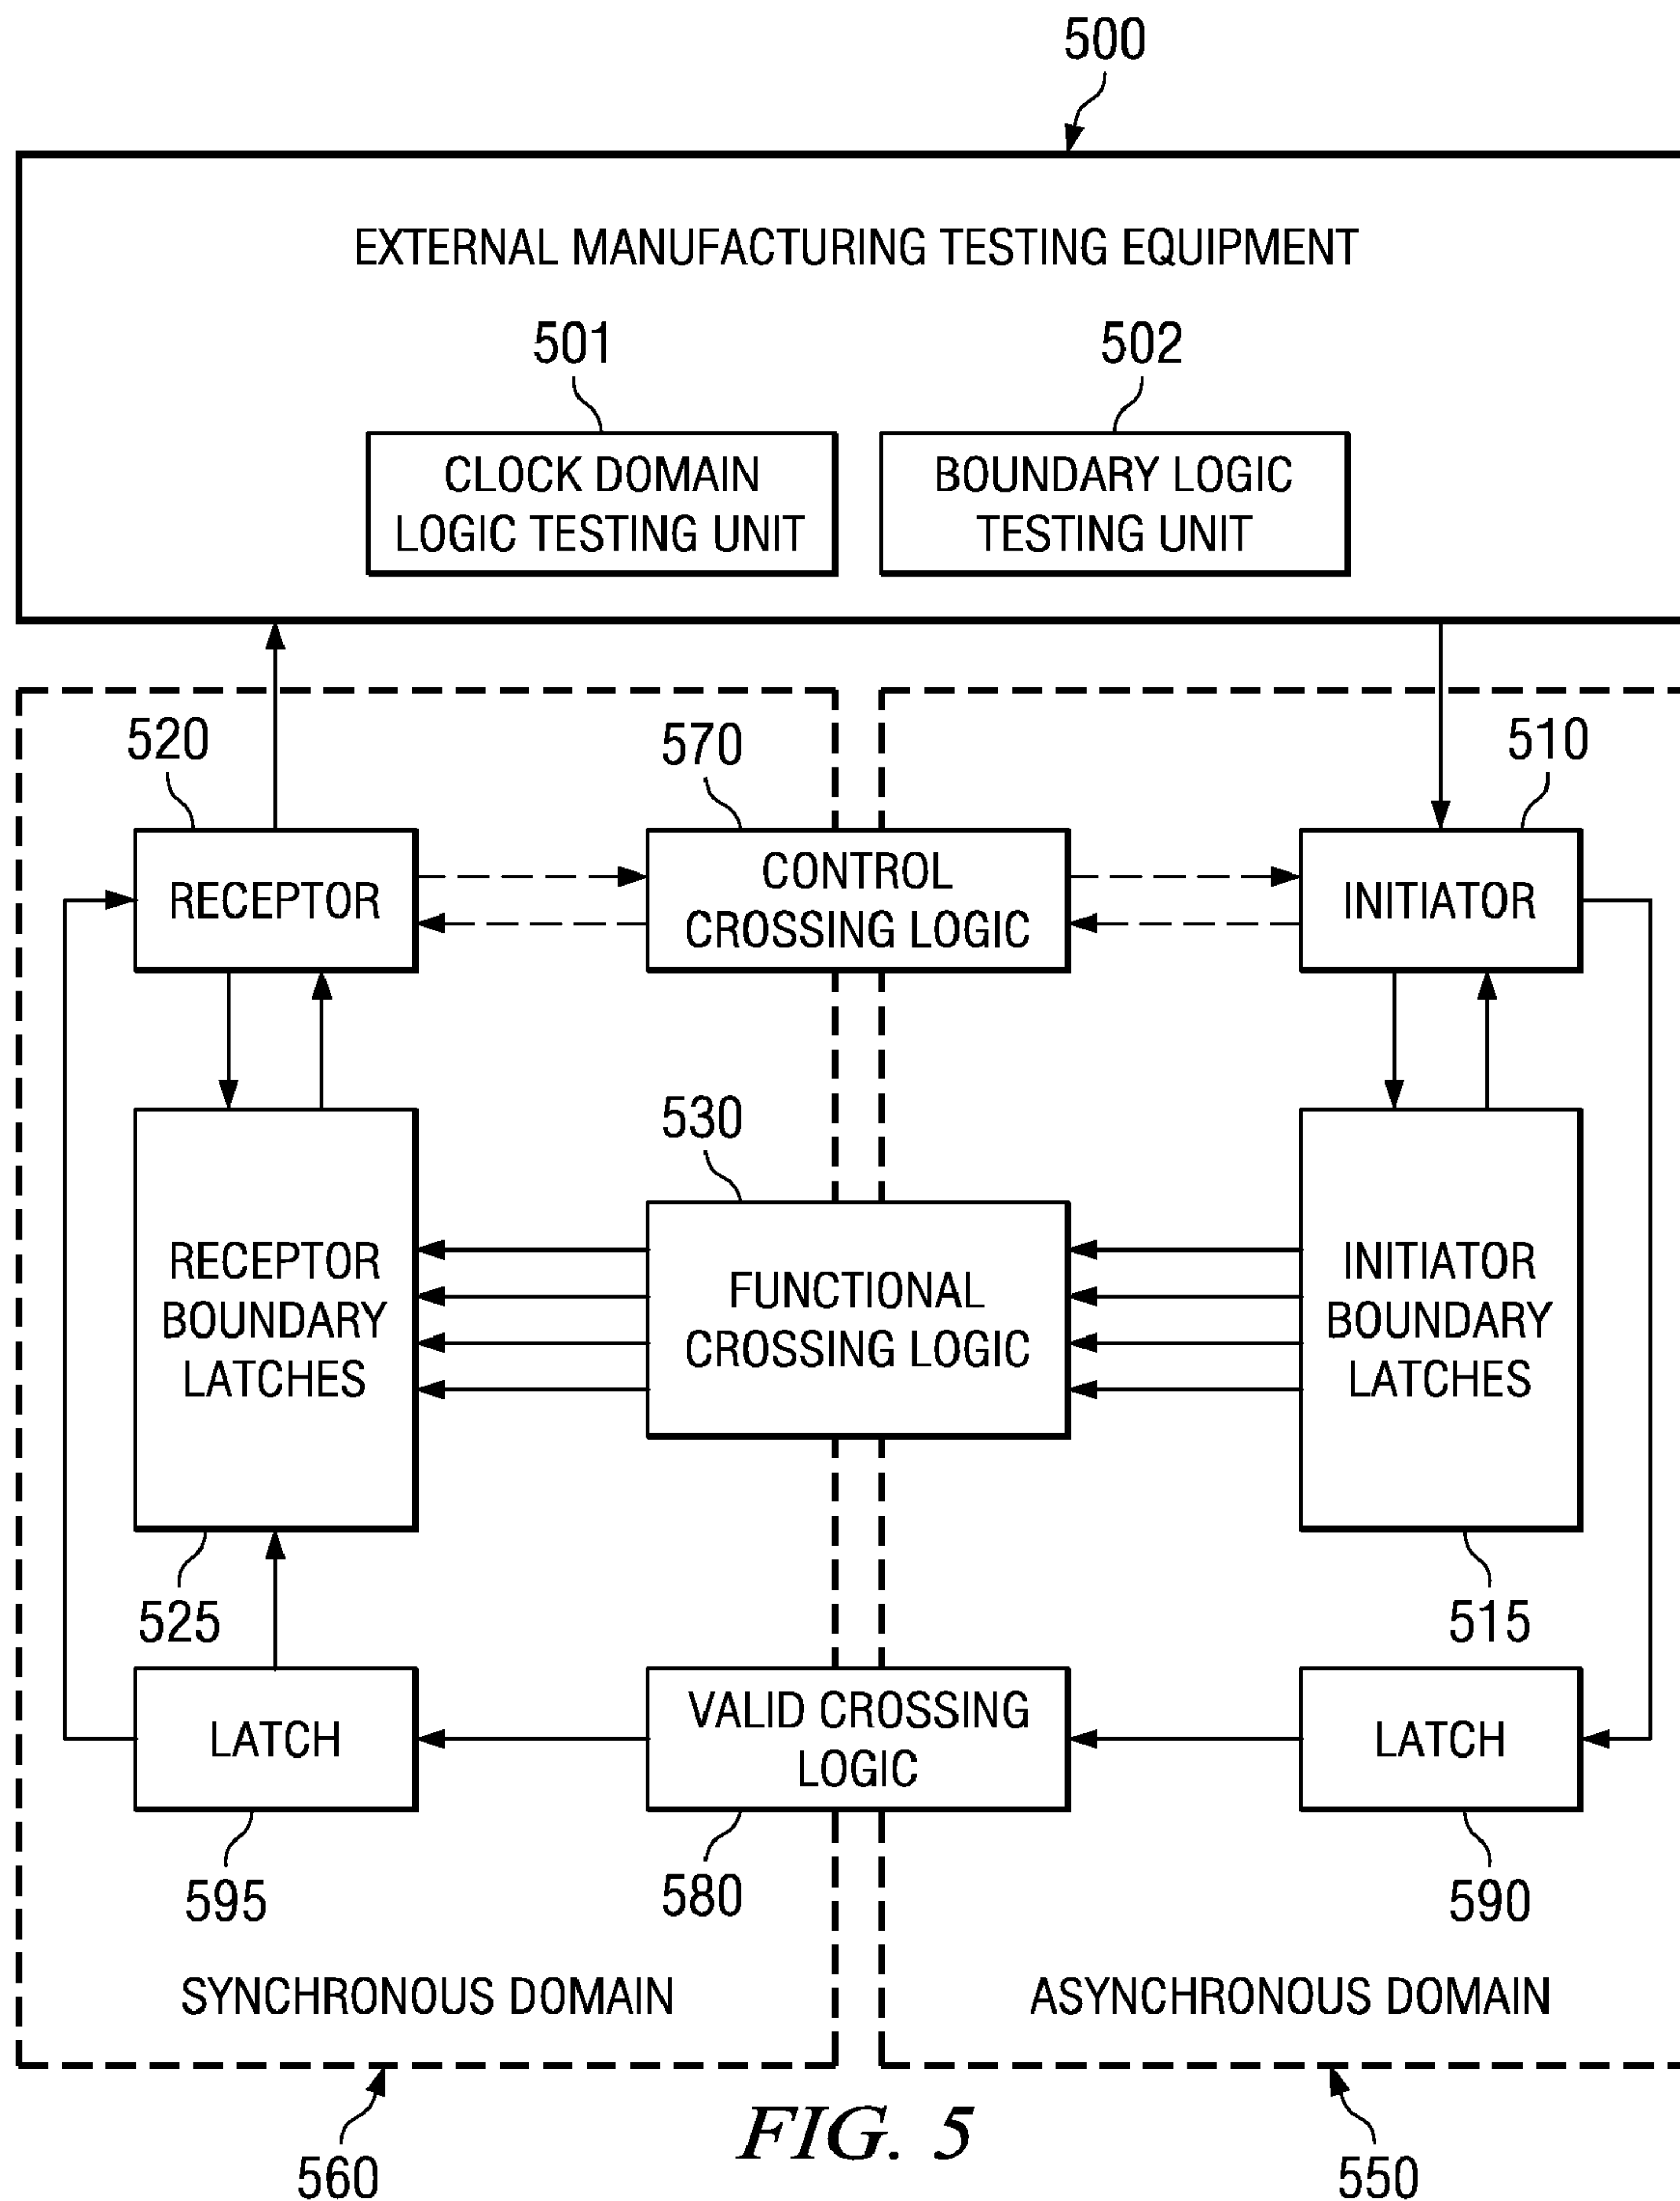 500
EXTERNAL MANUFACTURING TESTING EQUIPMENT
501
502
CLOCK DOMAIN
LOGIC TESTING UNIT
BOUNDARY LOGIC
TESTING UNIT
520
570
510
RECEPTOR
CONTROL
CROSSING LOGIC
INITIATOR
530
RECEPTOR
BOUNDARY
LATCHES
FUNCTIONAL
CROSSING LOGIC
INITIATOR
BOUNDARY
LATCHES
525
515
LATCH
VALID CROSSING
LOGIC
LATCH
595
580
590
SYNCHRONOUS DOMAIN
ASYNCHRONOUS DOMAIN
560
FIG. 5
550